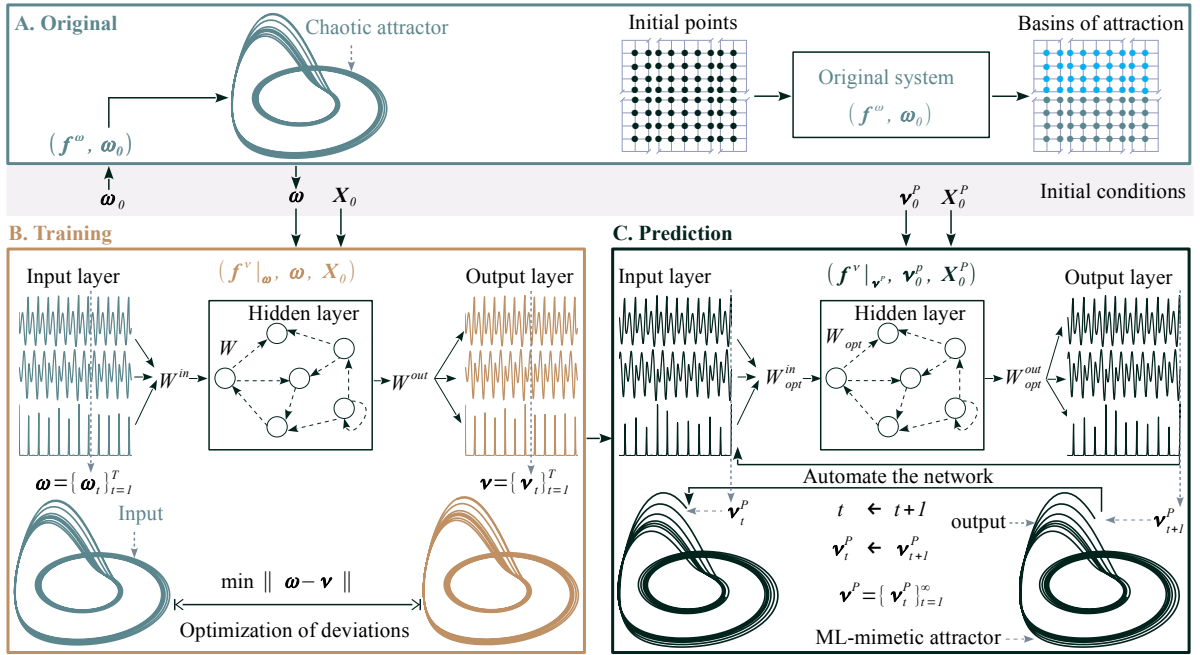 A. Original
Chaotic attractor
(f^ω, ω_0)
Initial points
Original system
(f^ω, ω_0)
Basins of attraction
ω_0
ω
X_0
ν_0^P
X_0^P
Initial conditions
B. Training
(f^ν|_ω, ω, X_0)
Input layer
Output layer
Hidden layer
W
W^in
W^out
ω={ω_t}_{t=1}^T
ν={ν_t}_{t=1}^T
Input
min ‖ ω− ν ‖
Optimization of deviations
C. Prediction
(f^ν|_{ν^P}, ν_0^p, X_0^P)
Input layer
Output layer
Hidden layer
W_opt
W_opt^in
W_opt^out
Automate the network
ν_t^P
t ← t+1
output
ν_{t+1}^P
ν_t^P ← ν_{t+1}^P
ν^P={ν_t^P}_{t=1}^∞
ML-mimetic attractor